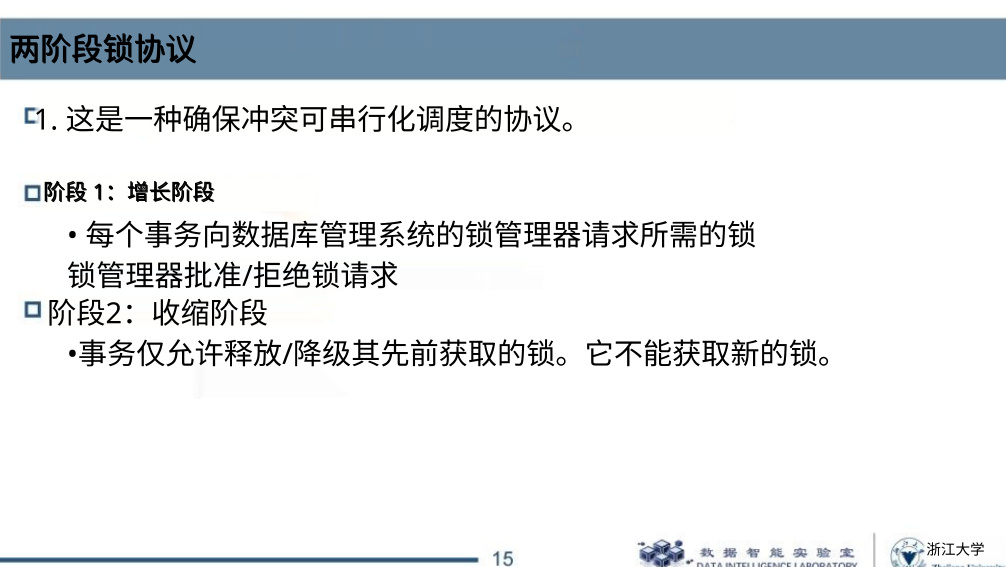 两阶段锁协议
1. 这是一种确保冲突可串行化调度的协议。
阶段 1：增长阶段
• 每个事务向数据库管理系统的锁管理器请求所需的锁
锁管理器批准/拒绝锁请求
阶段2：收缩阶段
•事务仅允许释放/降级其先前获取的锁。它不能获取新的锁。
15
数据智能实验室
DATA INTELLIGENCE LABORATORY
浙江大学